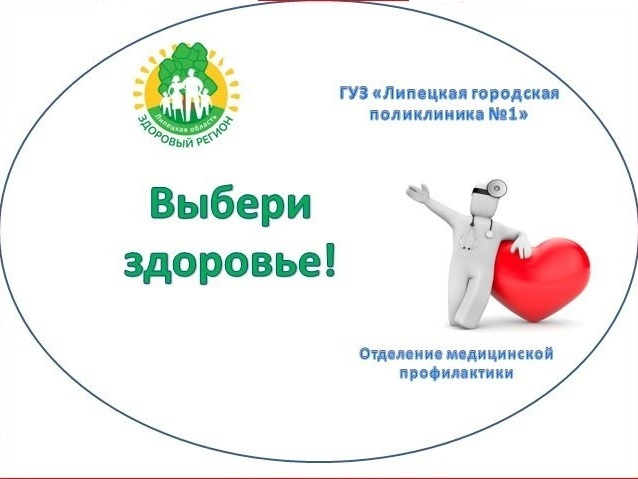 ГУЗ «Липецкая городская
поликлиника №1»
Липецкая область
ЗДОРОВЫЙ РЕГИОН
Выбери
здоровье!
Отделение медицинской
профилактики